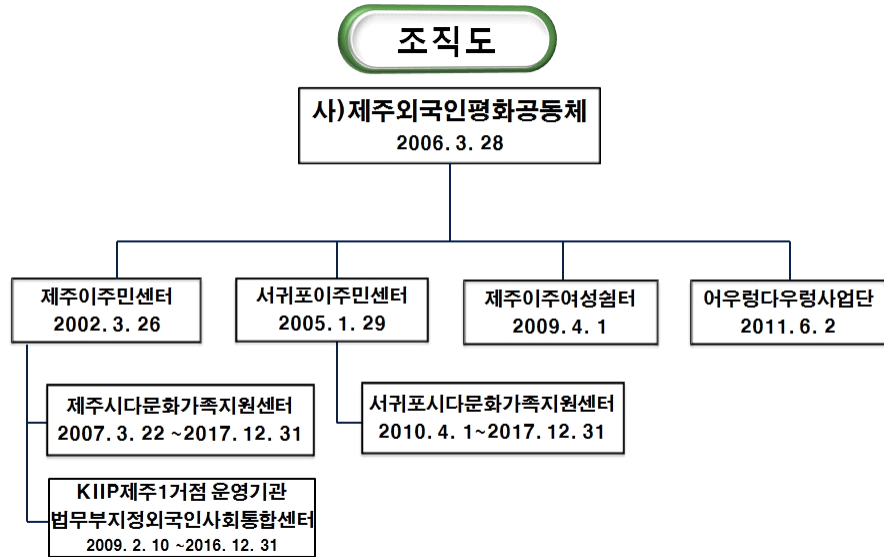 조직도
사)제주외국인평화공동체
2006. 3. 28
제주이주민센터
2002. 3. 26
서귀포이주민센터
2005. 1. 29
제주이주여성쉼터
2009. 4. 1
어우렁다우렁사업단
2011. 6. 2
제주시다문화가족지원센터
2007. 3. 22 ~2017. 12. 31
서귀포시다문화가족지원센터
2010. 4. 1~2017. 12. 31
KIIP제주1거점 운영기관
법무부지정외국인사회통합센터
2009. 2. 10 ~2016. 12. 31